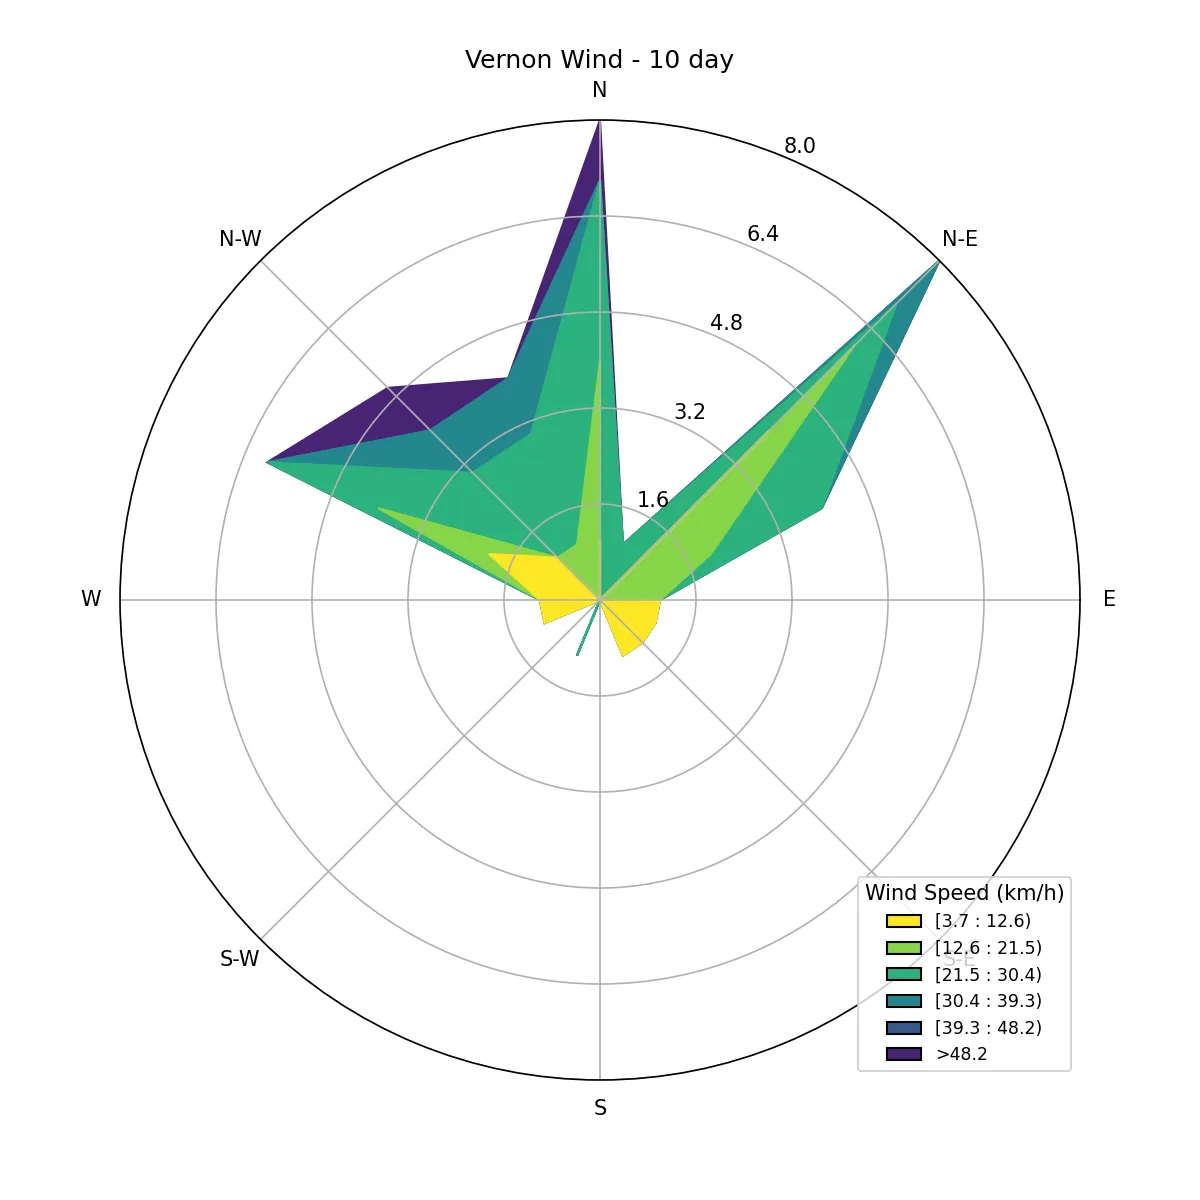 Vernon Wind - 10 day
N
8.0
N-W
6.4
N-E
4.8
3.2
1.6
W
E
S-W
S-E
S
Wind Speed (km/h)
[3.7 : 12.6)
[12.6 : 21.5)
[21.5 : 30.4)
[30.4 : 39.3)
[39.3 : 48.2)
>48.2